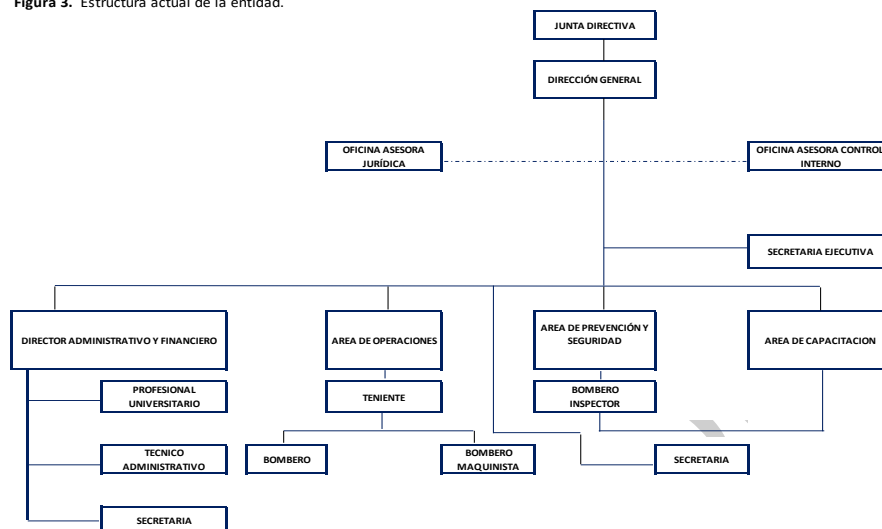 Figura 3. Estructura actual de la entidad.
JUNTA DIRECTIVA
DIRECCIÓN GENERAL
OFICINA ASESORA
JURÍDICA
OFICINA ASESORA CONTROL
INTERNO
SECRETARIA EJECUTIVA
DIRECTOR ADMINISTRATIVO Y FINANCIERO
AREA DE OPERACIONES
AREA DE PREVENCIÓN Y
SEGURIDAD
AREA DE CAPACITACION
PROFESIONAL
UNIVERSITARIO
TENIENTE
BOMBERO
INSPECTOR
TECNICO
ADMINISTRATIVO
BOMBERO
BOMBERO
MAQUINISTA
SECRETARIA
SECRETARIA